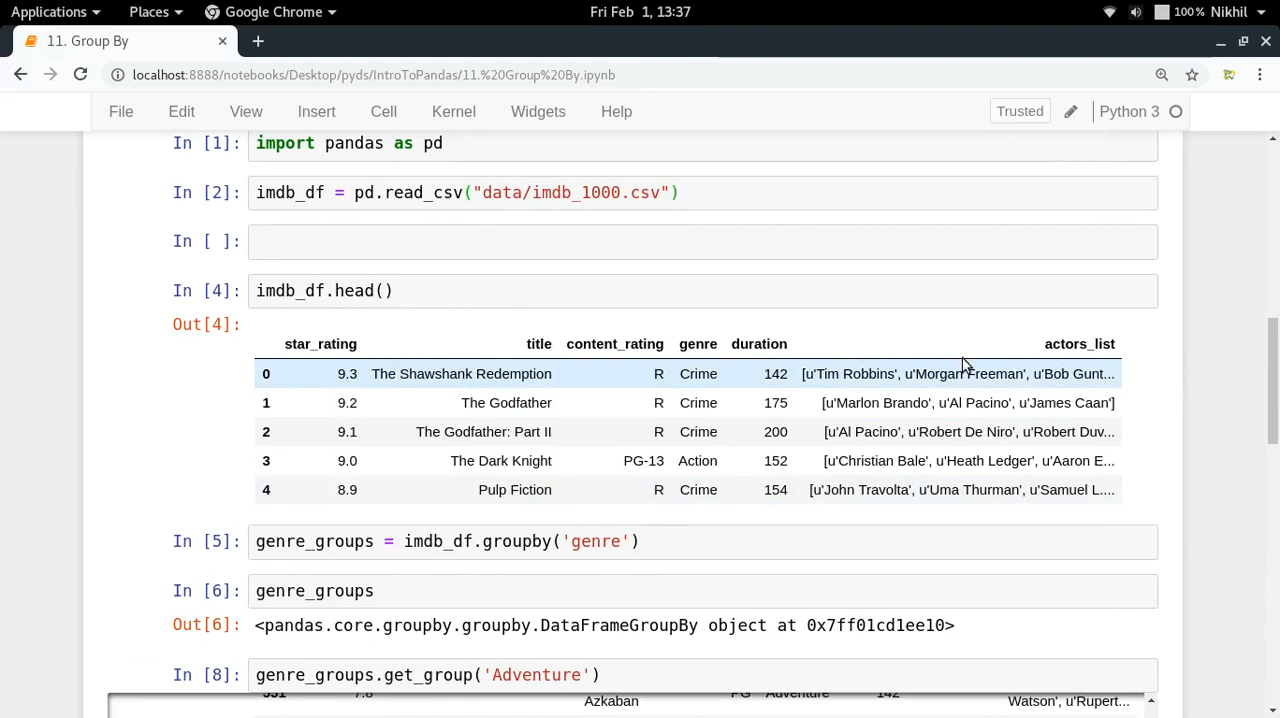 Applications Places Google Chrome Fri Feb 1, 13:37 100% Nikhil
11. Group By
localhost:8888/notebooks/Desktop/pyds/IntroToPandas/11.%20Group%20By.ipynb
File Edit View Insert Cell Kernel Widgets Help Trusted Python 3
In [1]: import pandas as pd
In [2]: imdb_df = pd.read_csv("data/imdb_1000.csv")
In [ ]:
In [4]: imdb_df.head()
Out[4]:
star_rating title content_rating genre duration actors_list
0 9.3 The Shawshank Redemption R Crime 142 [u'Tim Robbins', u'Morgan Freeman', u'Bob Gunt...
1 9.2 The Godfather R Crime 175 [u'Marlon Brando', u'Al Pacino', u'James Caan']
2 9.1 The Godfather: Part II R Crime 200 [u'Al Pacino', u'Robert De Niro', u'Robert Duv...
3 9.0 The Dark Knight PG-13 Action 152 [u'Christian Bale', u'Heath Ledger', u'Aaron E...
4 8.9 Pulp Fiction R Crime 154 [u'John Travolta', u'Uma Thurman', u'Samuel L....
In [5]: genre_groups = imdb_df.groupby('genre')
In [6]: genre_groups
Out[6]: <pandas.core.groupby.groupby.DataFrameGroupBy object at 0x7ff01cd1ee10>
In [8]: genre_groups.get_group('Adventure')
PG Adventure 142
Azkaban Watson', u'Rupert...